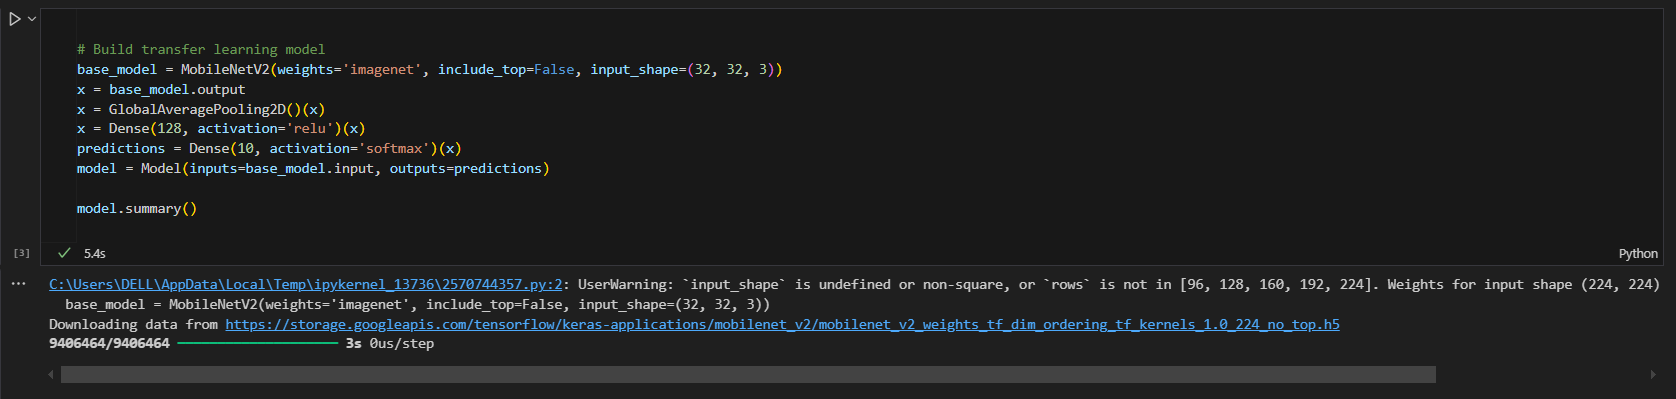 # Build transfer learning model
base_model = MobileNetV2(weights='imagenet', include_top=False, input_shape=(32, 32, 3))
x = base_model.output
x = GlobalAveragePooling2D()(x)
x = Dense(128, activation='relu')(x)
predictions = Dense(10, activation='softmax')(x)
model = Model(inputs=base_model.input, outputs=predictions)
model.summary()
[3] 5.4s Python
... C:\Users\DELL\AppData\Local\Temp\ipykernel_13736\2570744357.py:2: UserWarning: `input_shape` is undefined or non-square, or `rows` is not in [96, 128, 160, 192, 224]. Weights for input shape (224, 224)
base_model = MobileNetV2(weights='imagenet', include_top=False, input_shape=(32, 32, 3))
Downloading data from https://storage.googleapis.com/tensorflow/keras-applications/mobilenet_v2/mobilenet_v2_weights_tf_dim_ordering_tf_kernels_1.0_224_no_top.h5
9406464/9406464 3s 0us/step